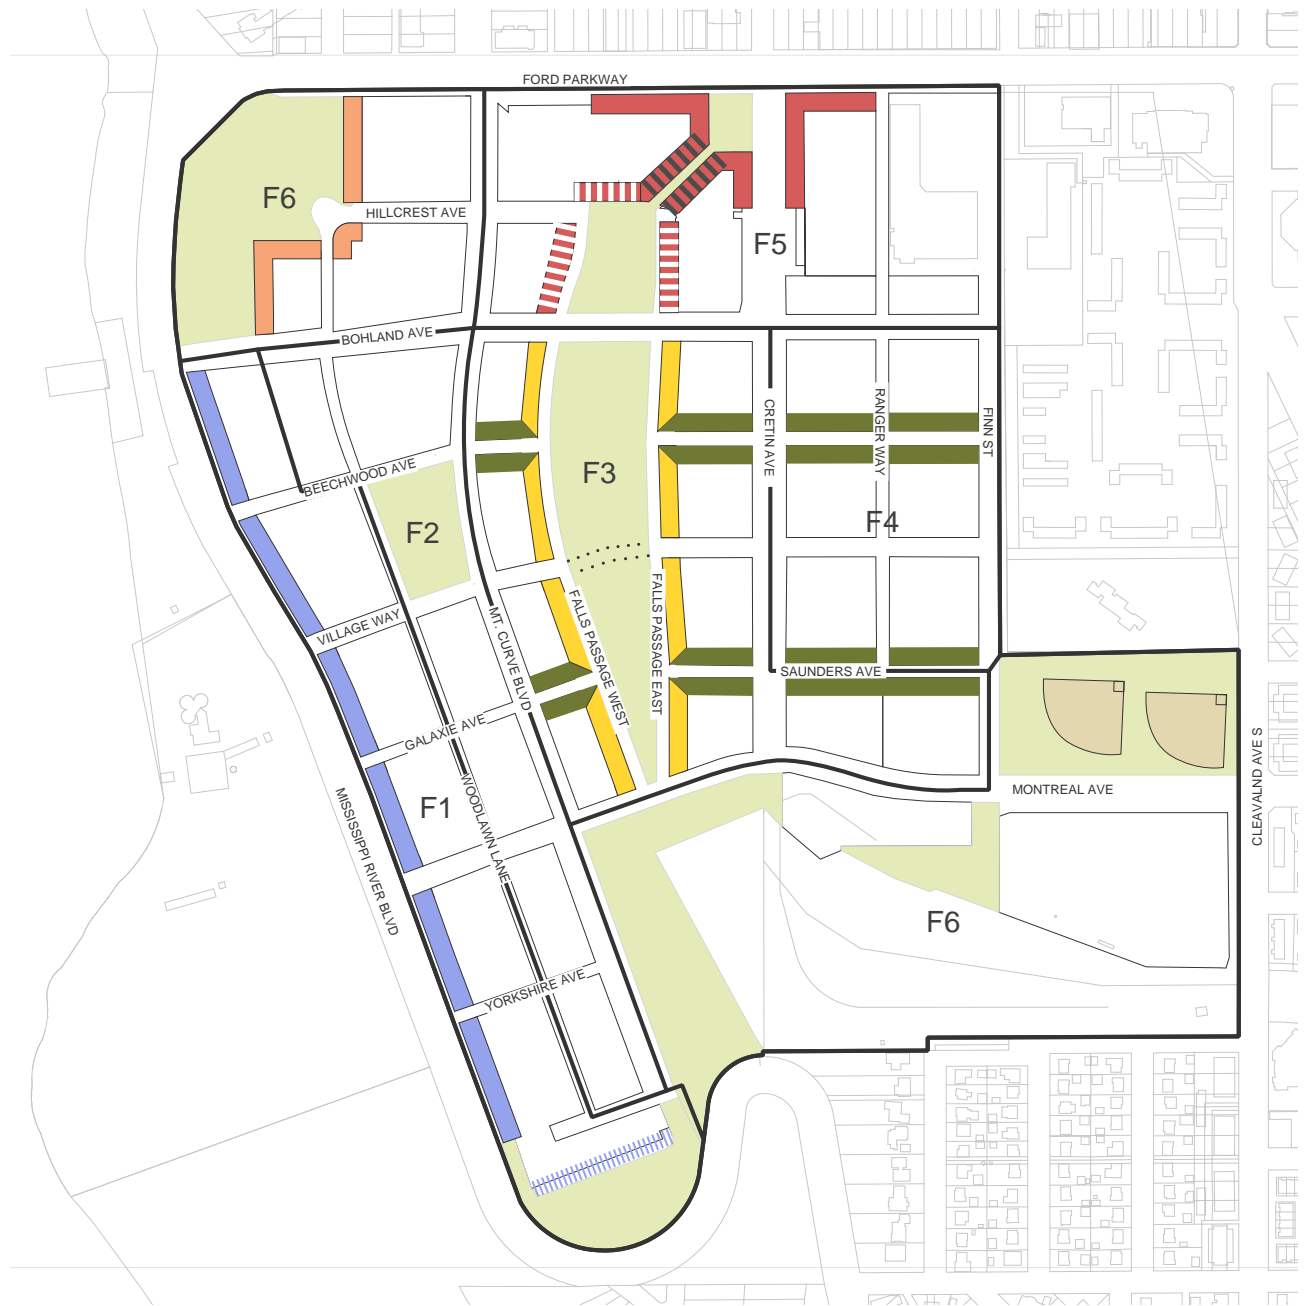 FORD PARKWAY
F6
HILLCREST AVE
F5
BOHLAND AVE
CRETIN AVE
RANGER WAY
FINN ST
BEECHWOOD AVE
F3
F2
F4
FALLS PASSAGE WEST
FALLS PASSAGE EAST
VILLAGE WAY
MT. CURVE BLVD
SAUNDERS AVE
GALAXIE AVE
CLEAVALND AVE S
MONTREAL AVE
MISSISSIPPI RIVER BLVD
F1
WOODLAWN LANE
F6
YORKSHIRE AVE